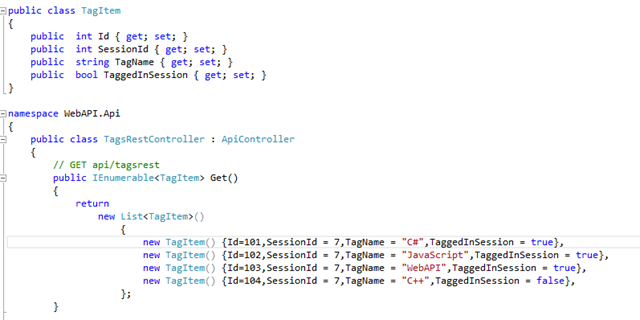 public class TagItem
{
public  int Id { get; set; }
public  int SessionId { get; set; }
public  string TagName { get; set; }
public  bool TaggedInSession { get; set; }
}
namespace WebAPI.Api
{
public class TagsRestController : ApiController
{
// GET api/tagsrest
public IEnumerable<TagItem> Get()
{
return
new List<TagItem>()
{
new TagItem() {Id=101,SessionId = 7,TagName = "C#",TaggedInSession = true},
new TagItem() {Id=102,SessionId = 7,TagName = "JavaScript",TaggedInSession = true},
new TagItem() {Id=103,SessionId = 7,TagName = "WebAPI",TaggedInSession = true},
new TagItem() {Id=104,SessionId = 7,TagName = "C++",TaggedInSession = false},
};
}